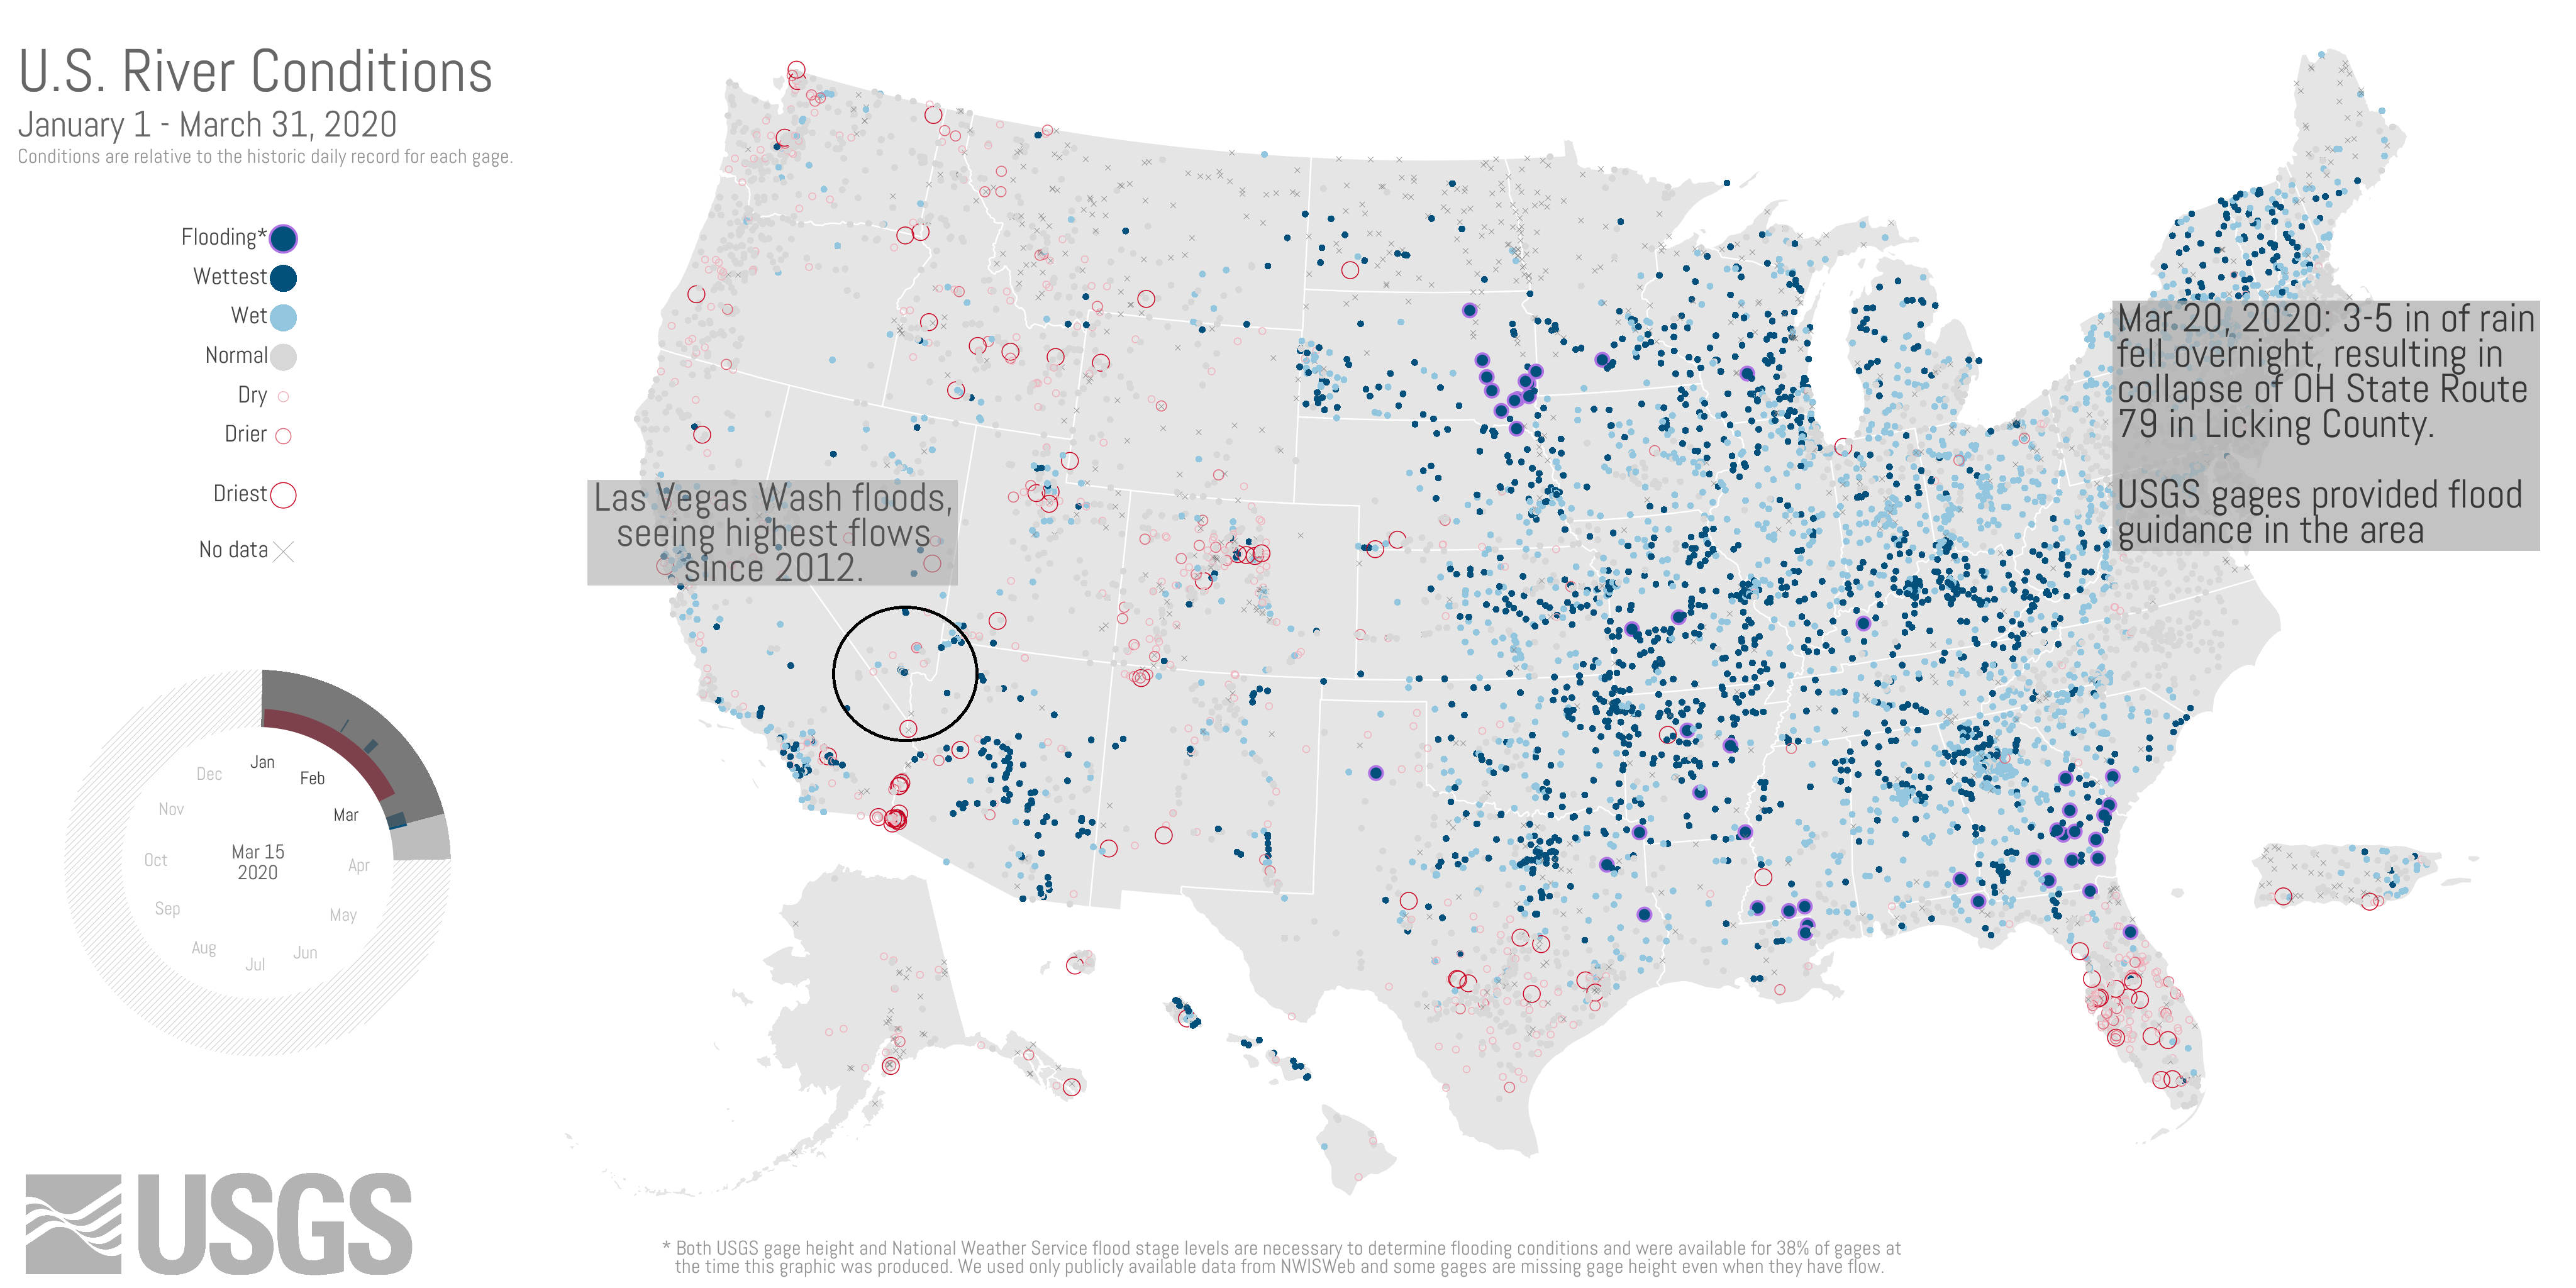 U.S. River Conditions
January 1 - March 31, 2020
Conditions are relative to the historic daily record for each gage.
Flooding*
Wettest
Wet
Normal
Dry
Drier
Driest
No data
Las Vegas Wash floods,
seeing highest flows
since 2012.
Mar 20, 2020: 3-5 in of rain
fell overnight, resulting in
collapse of OH State Route
79 in Licking County.
USGS gages provided flood
guidance in the area
Jan
Feb
Mar
Apr
May
Jun
Jul
Aug
Sep
Oct
Nov
Dec
Mar 15
2020
USGS
* Both USGS gage height and National Weather Service flood stage levels are necessary to determine flooding conditions and were available for 38% of gages at
the time this graphic was produced. We used only publicly available data from NWISWeb and some gages are missing gage height even when they have flow.